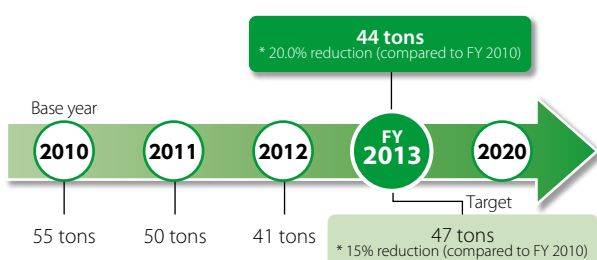 44 tons
* 20.0% reduction (compared to FY 2010)
Base year
2010
2011
2012
FY
2013
2020
Target
55 tons
50 tons
41 tons
47 tons
* 15% reduction (compared to FY 2010)